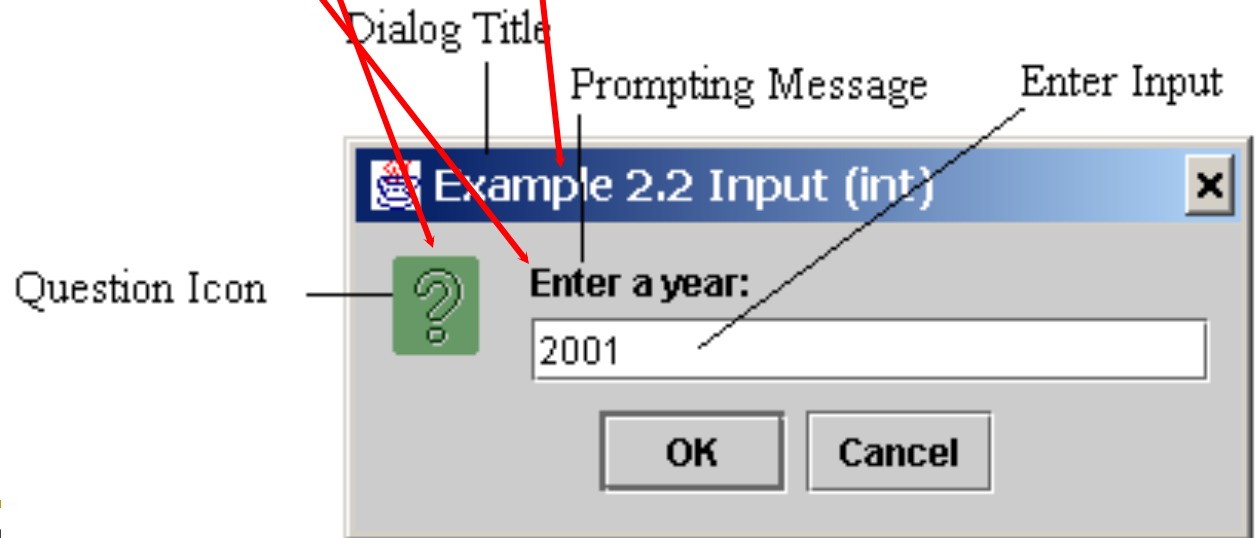 Dialog Title
Prompting Message
Enter Input
Example 2.2 Input (int)
Question Icon
Enter a year:
2001
OK
Cancel